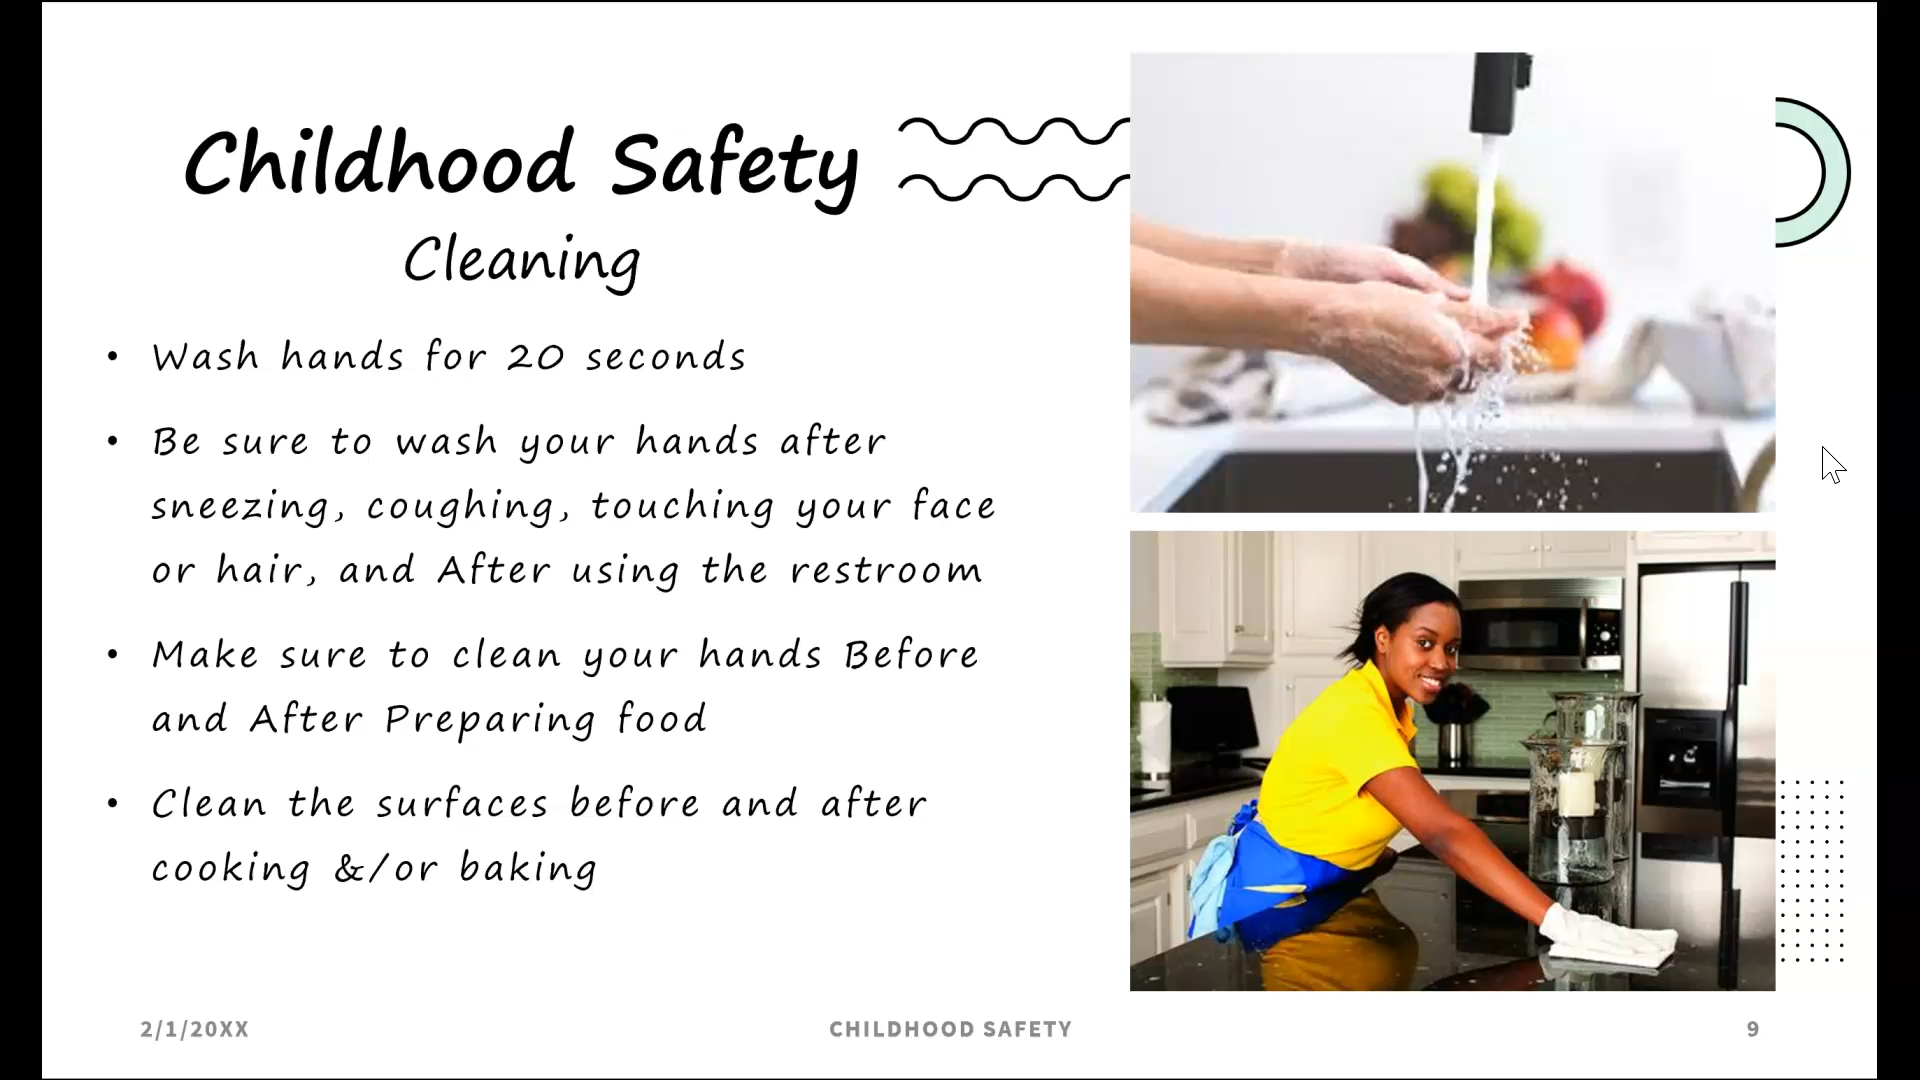 Childhood Safety
Cleaning
• Wash hands for 20 seconds
• Be sure to wash your hands after
sneezing, coughing, touching your face
or hair, and After using the restroom
• Make sure to clean your hands Before
and After Preparing food
• Clean the surfaces before and after
cooking &/or baking
2/1/20XX
CHILDHOOD SAFETY
9